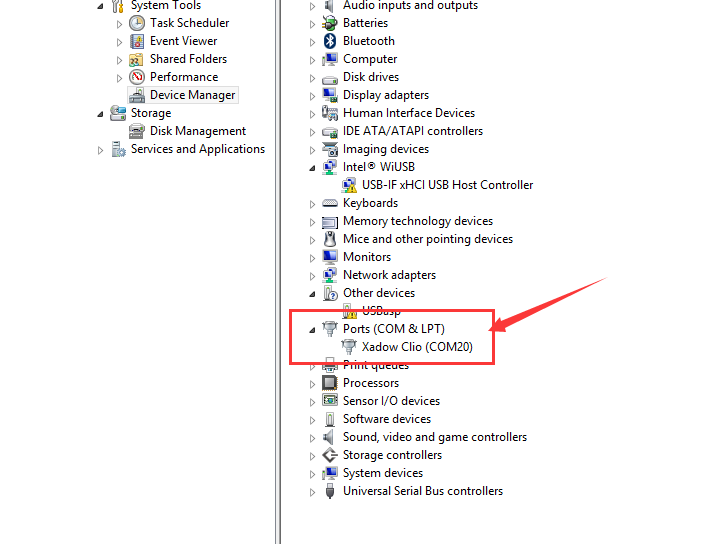 System Tools
Task Scheduler
Event Viewer
Shared Folders
Performance
Device Manager
Storage
Disk Management
Services and Applications
Audio inputs and outputs
Batteries
Bluetooth
Computer
Disk drives
Display adapters
Human Interface Devices
IDE ATA/ATAPI controllers
Imaging devices
Intel® WiUSB
USB-IF xHCI USB Host Controller
Keyboards
Memory technology devices
Mice and other pointing devices
Monitors
Network adapters
Other devices
USBasp
Ports (COM & LPT)
Xadow Clio (COM20)
Print queues
Processors
Sensor I/O devices
Software devices
Sound, video and game controllers
Storage controllers
System devices
Universal Serial Bus controllers